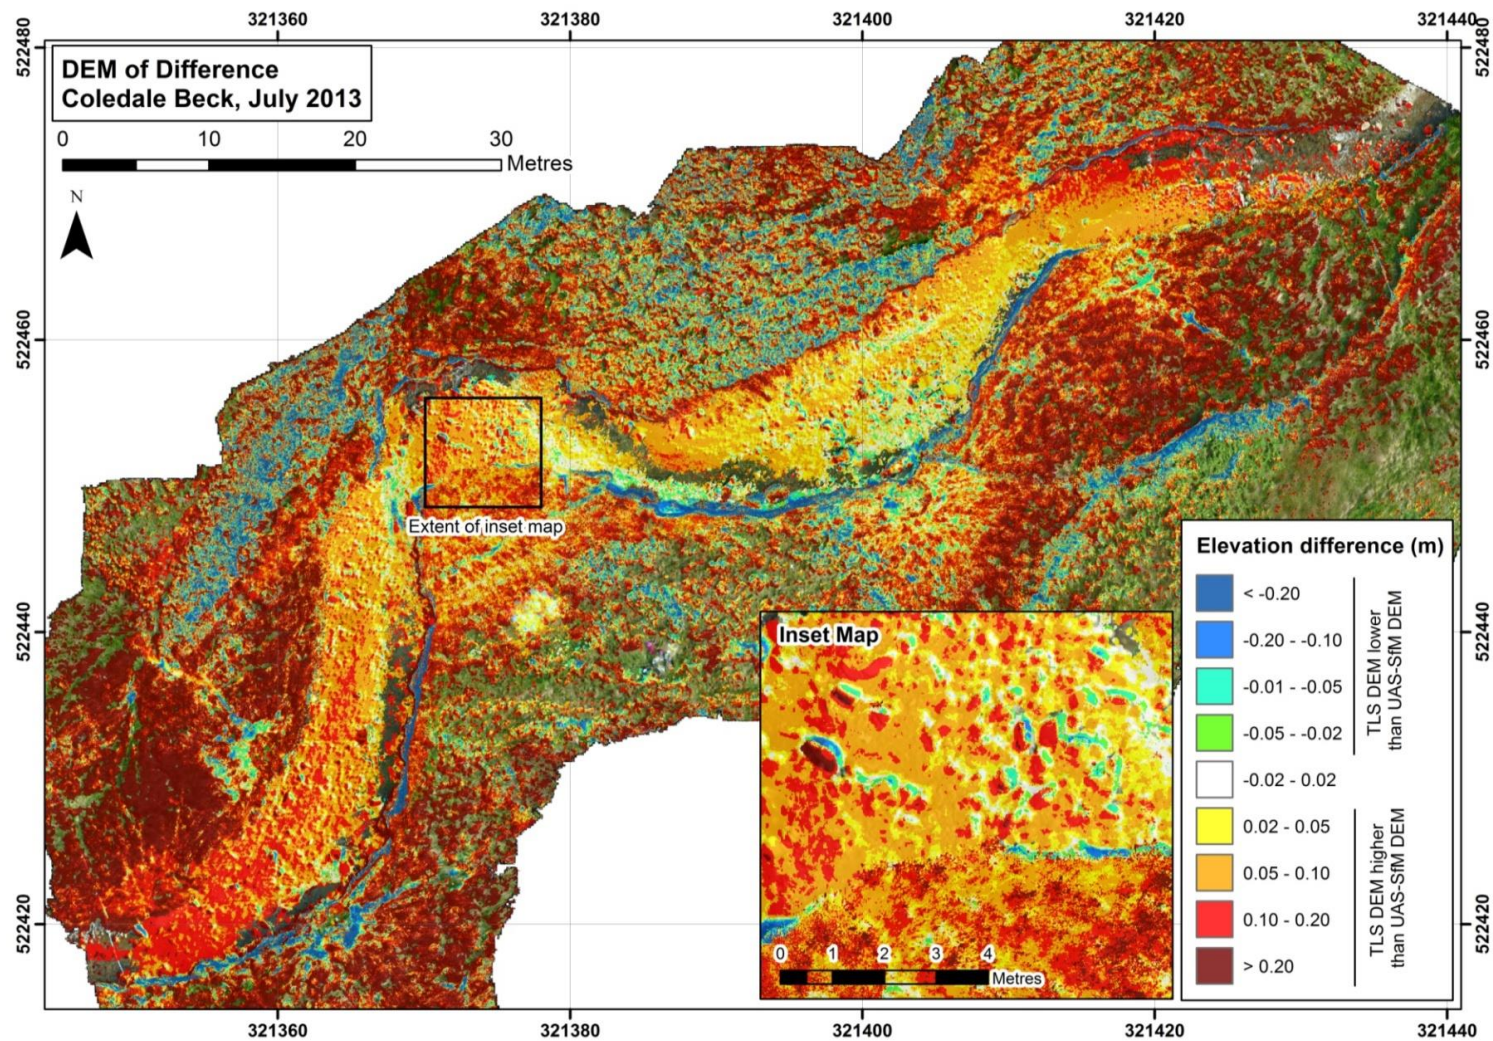 321360 321380 321400 321420 321440
522480 522480
DEM of Difference
Coledale Beck, July 2013
0 10 20 30
Metres
N
522460 522460
Extent of inset map
522440 522440
522420 522420
Inset Map
0 1 2 3 4
Metres
Elevation difference (m)
< -0.20
-0.20 - -0.10
-0.01 - -0.05
-0.05 - -0.02
-0.02 - 0.02
0.02 - 0.05
0.05 - 0.10
0.10 - 0.20
> 0.20
TLS DEM lower
than UAS-SfM DEM
TLS DEM higher
than UAS-SfM DEM
321360 321380 321400 321420 321440